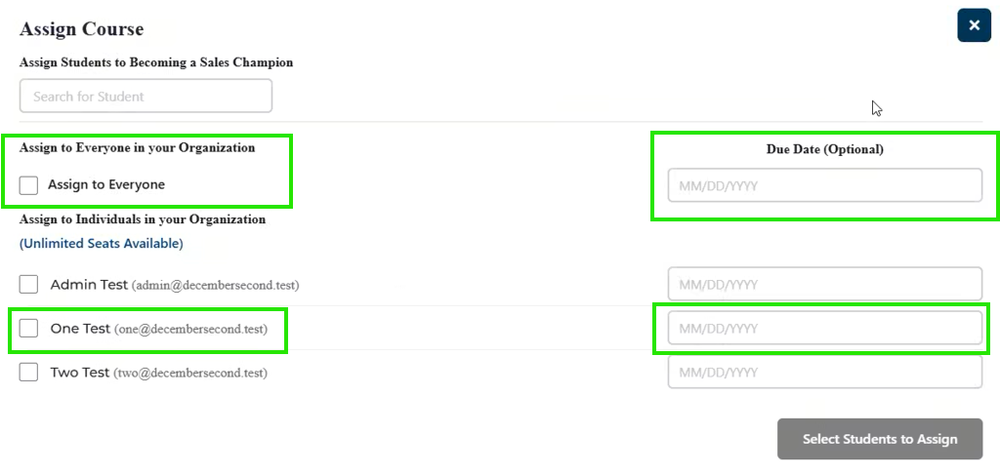 Assign Course
×
Assign Students to Becoming a Sales Champion
Search for Student
Assign to Everyone in your Organization
Due Date (Optional)
Assign to Everyone
MM/DD/YYYY
Assign to Individuals in your Organization
(Unlimited Seats Available)
Admin Test (admin@decembersecond.test)
MM/DD/YYYY
One Test (one@decembersecond.test)
MM/DD/YYYY
Two Test (two@decembersecond.test)
MM/DD/YYYY
Select Students to Assign